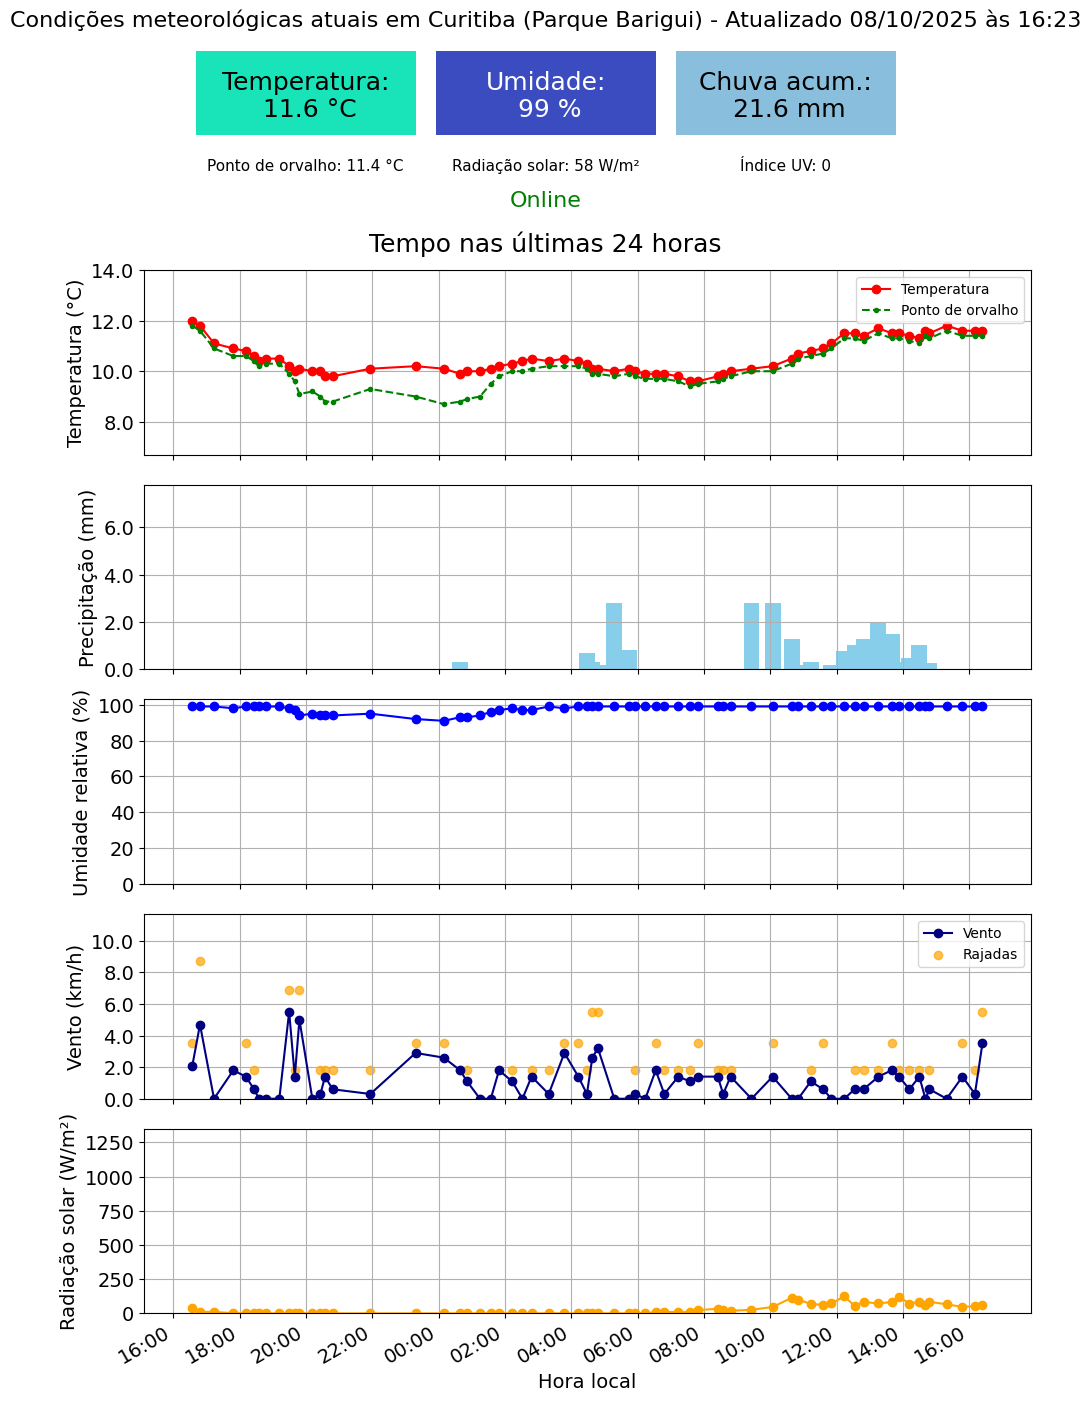 Condições meteorológicas atuais em Curitiba (Parque Barigui) - Atualizado 08/10/2025 às 16:23
Temperatura:
11.6 °C
Umidade:
99 %
Chuva acum.:
21.6 mm
Ponto de orvalho: 11.4 °C
Radiação solar: 58 W/m²
Índice UV: 0
Online
Tempo nas últimas 24 horas
Temperatura (°C)
14.0
12.0
10.0
8.0
Temperatura
Ponto de orvalho
Precipitação (mm)
6.0
4.0
2.0
0.0
Umidade relativa (%)
100
80
60
40
20
0
Vento (km/h)
10.0
8.0
6.0
4.0
2.0
0.0
Vento
Rajadas
Radiação solar (W/m²)
1250
1000
750
500
250
0
16:00
18:00
20:00
22:00
00:00
02:00
04:00
06:00
08:00
10:00
12:00
14:00
16:00
Hora local